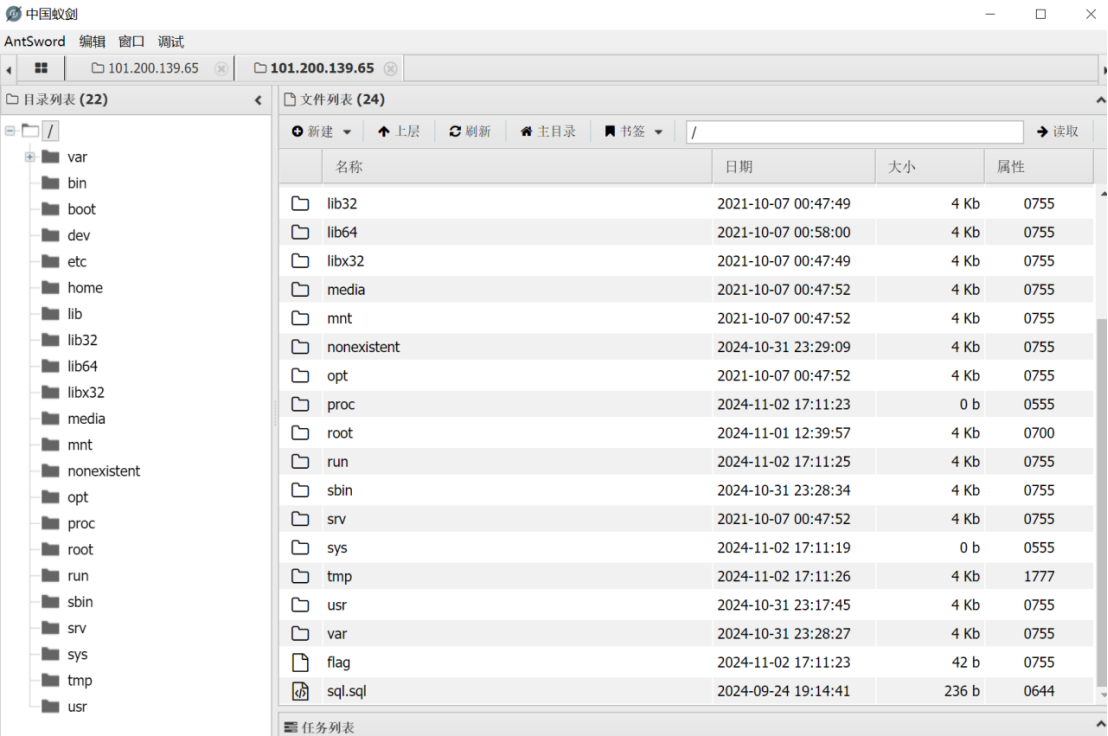 中国蚁剑
AntSword 编辑 窗口 调试
101.200.139.65 101.200.139.65
目录列表 (22)
文件列表 (24)
新建 上层 刷新 主目录 书签 / 读取
名称 日期 大小 属性
/
var
bin
boot
dev
etc
home
lib
lib32
lib64
libx32
media
mnt
nonexistent
opt
proc
root
run
sbin
srv
sys
tmp
usr
lib32 2021-10-07 00:47:49 4 Kb 0755
lib64 2021-10-07 00:58:00 4 Kb 0755
libx32 2021-10-07 00:47:49 4 Kb 0755
media 2021-10-07 00:47:52 4 Kb 0755
mnt 2021-10-07 00:47:52 4 Kb 0755
nonexistent 2024-10-31 23:29:09 4 Kb 0755
opt 2021-10-07 00:47:52 4 Kb 0755
proc 2024-11-02 17:11:23 0 b 0555
root 2024-11-01 12:39:57 4 Kb 0700
run 2024-11-02 17:11:25 4 Kb 0755
sbin 2024-10-31 23:28:34 4 Kb 0755
srv 2021-10-07 00:47:52 4 Kb 0755
sys 2024-11-02 17:11:19 0 b 0555
tmp 2024-11-02 17:11:26 4 Kb 1777
usr 2024-10-31 23:17:45 4 Kb 0755
var 2024-10-31 23:28:27 4 Kb 0755
flag 2024-11-02 17:11:23 42 b 0755
sql.sql 2024-09-24 19:14:41 236 b 0644
任务列表